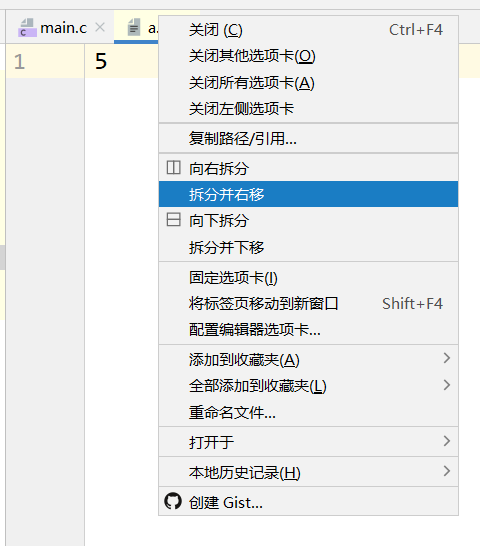 main.c
a.
1
5
关闭 (C)
Ctrl+F4
关闭其他选项卡(O)
关闭所有选项卡(A)
关闭左侧选项卡
复制路径/引用...
向右拆分
拆分并右移
向下拆分
拆分并下移
固定选项卡(I)
将标签页移动到新窗口
Shift+F4
配置编辑器选项卡...
添加到收藏夹(A)
全部添加到收藏夹(L)
重命名文件...
打开于
本地历史记录(H)
创建 Gist...